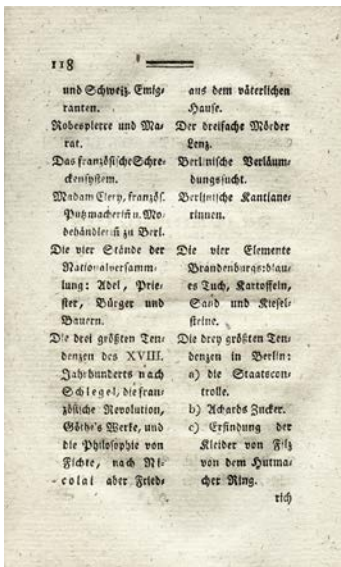 118
und Schweiz. Emig-
ranten.
Robespierre und Ma-
rat.
Das französische Schre-
ckensystem.
Madam Clery, französ.
Putzmacherin u. Mo-
dehändlerin zu Berl.
Die vier Stände der
Nationalversamm-
lung: Adel, Prie-
ster, Bürger und
Bauern.
Die drei größten Ten-
denzen des XVIII.
Jahrhunderts nach
Schlegel, die fran-
zösische Revolution,
Göthe's Werke, und
die Philosophie von
Fichte, nach Ni-
colai aber Fried-
aus dem väterlichen
Hause.
Der dreifache Mörder
Lenz.
Berlinische Verläum-
dungssucht.
Berlinische Kantiane-
rinnen.
Die vier Elemente
Brandenburgs: blau-
es Tuch, Kartoffeln,
Sand und Kiesel-
steine.
Die drey größten Ten-
denzen in Berlin:
a) die Staatscon-
trolle.
b) Achards Zucker.
c) Erfindung der
Kleider von Filz
von dem Hutma-
cher Ring.
rich